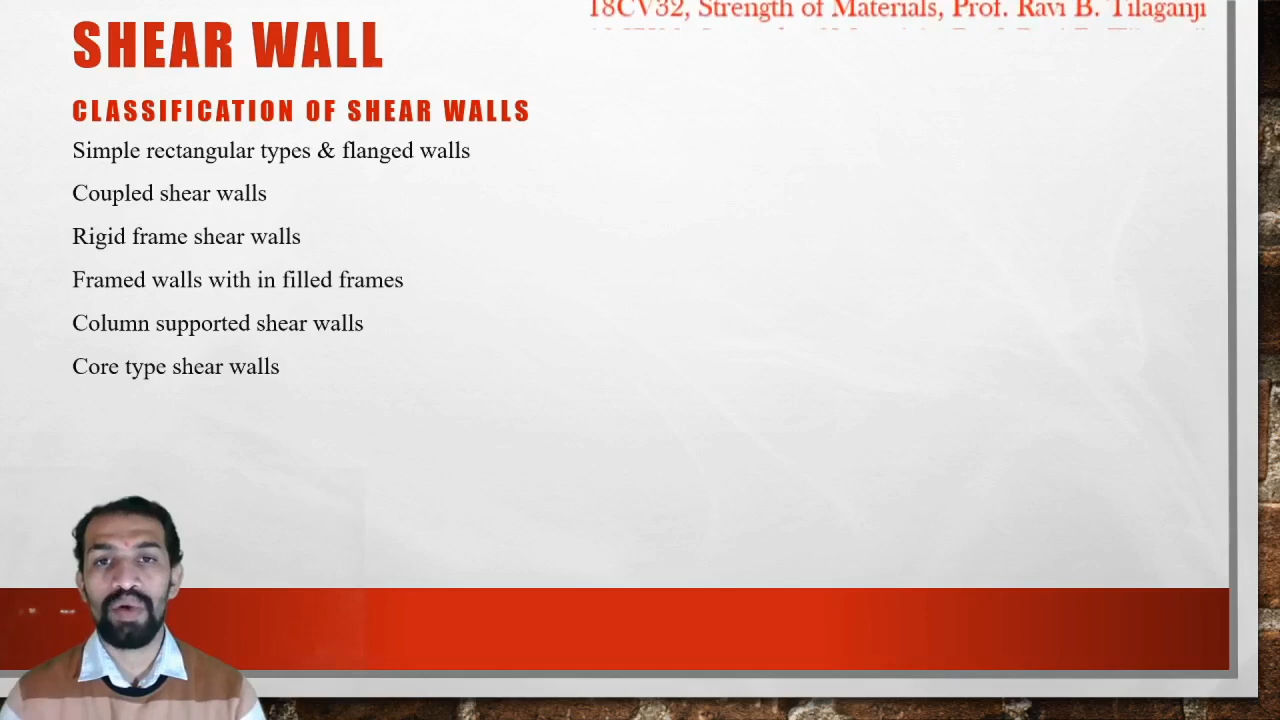 18CV32, Strength of Materials, Prof. Ravi B. Tilaganji
SHEAR WALL
CLASSIFICATION OF SHEAR WALLS
Simple rectangular types & flanged walls
Coupled shear walls
Rigid frame shear walls
Framed walls with in filled frames
Column supported shear walls
Core type shear walls